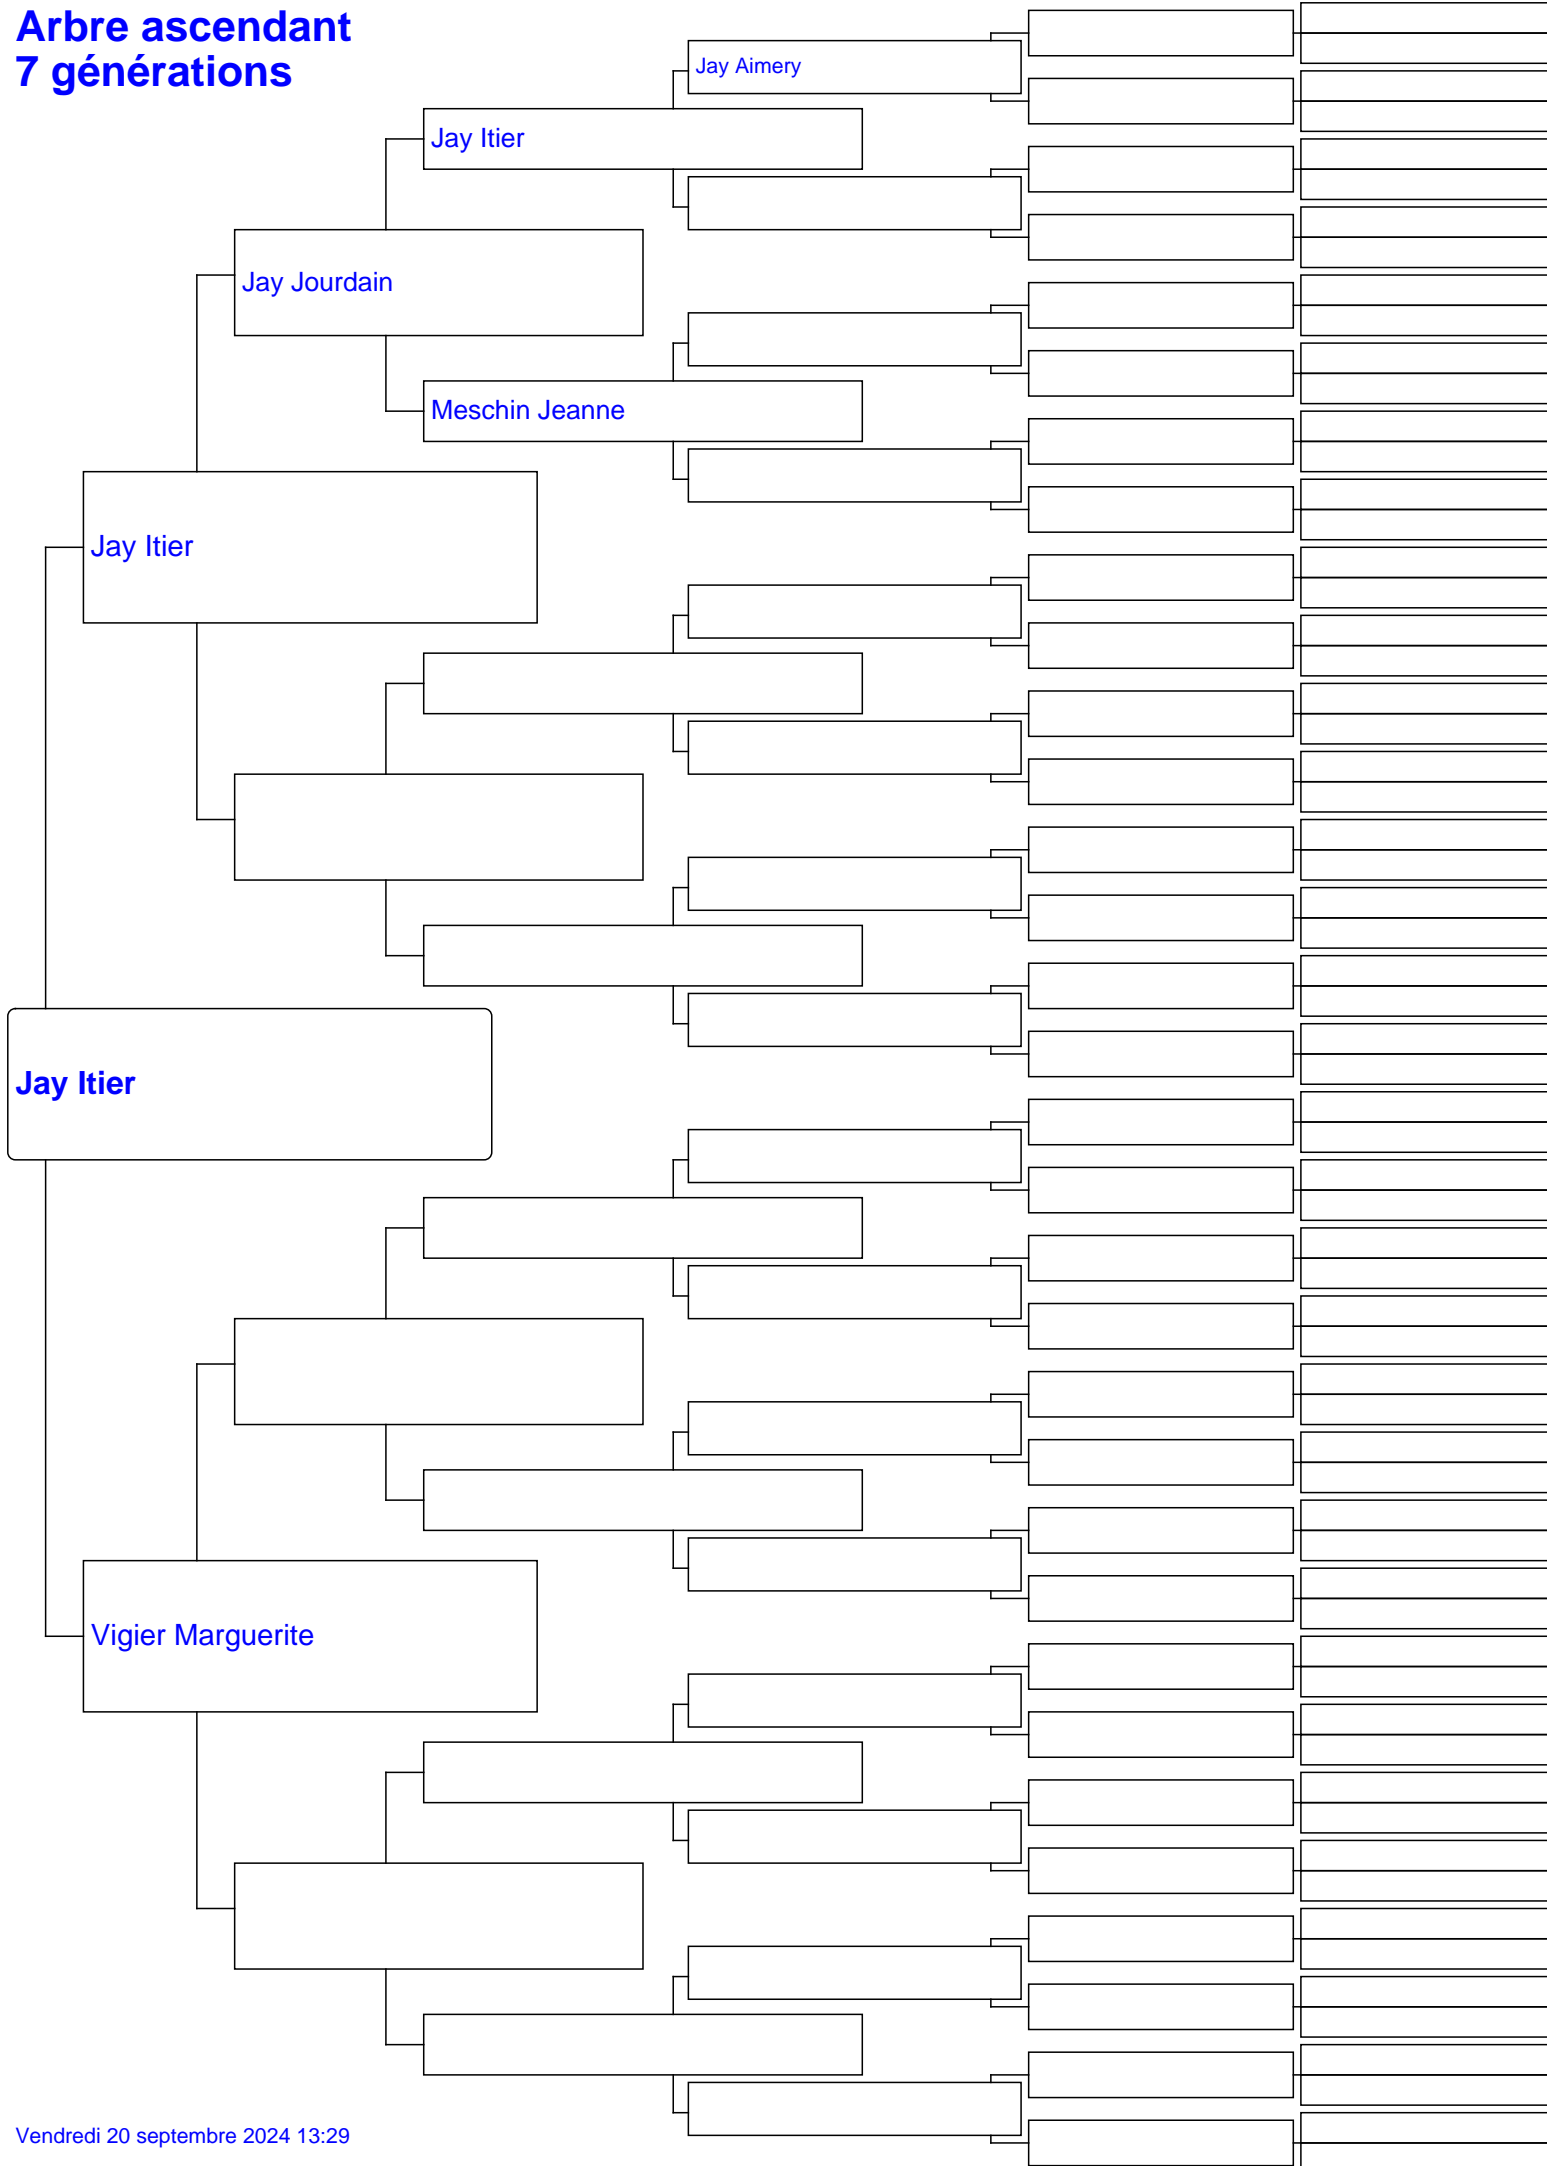 Arbre ascendant
7 générations
Jay Aimery
Jay Itier
Jay Jourdain
Meschin Jeanne
Jay Itier
Jay Itier
Vigier Marguerite
Vendredi 20 septembre 2024 13:29